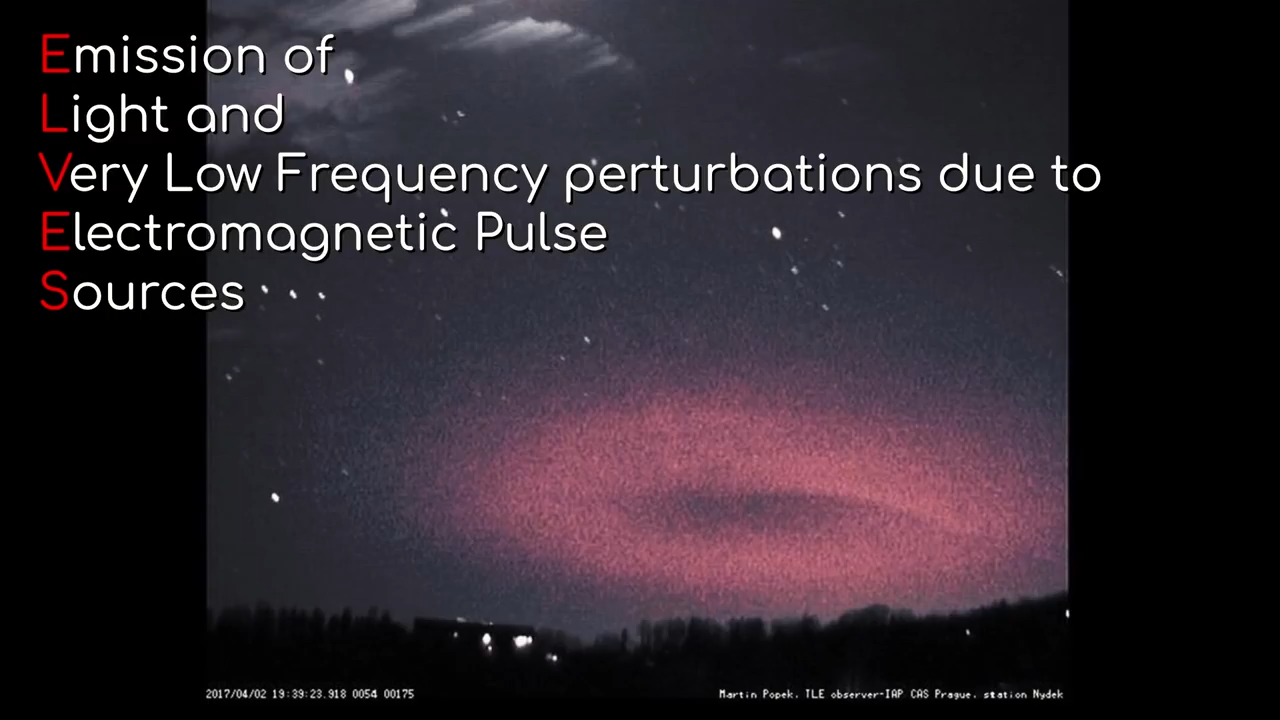 Emission of
Light and
Very Low Frequency perturbations due to
Electromagnetic Pulse
Sources
2017/04/02 19:39:23.918 0054 00175
Martin Popek, TLE observer-IAP CAS Prague, station Nydek